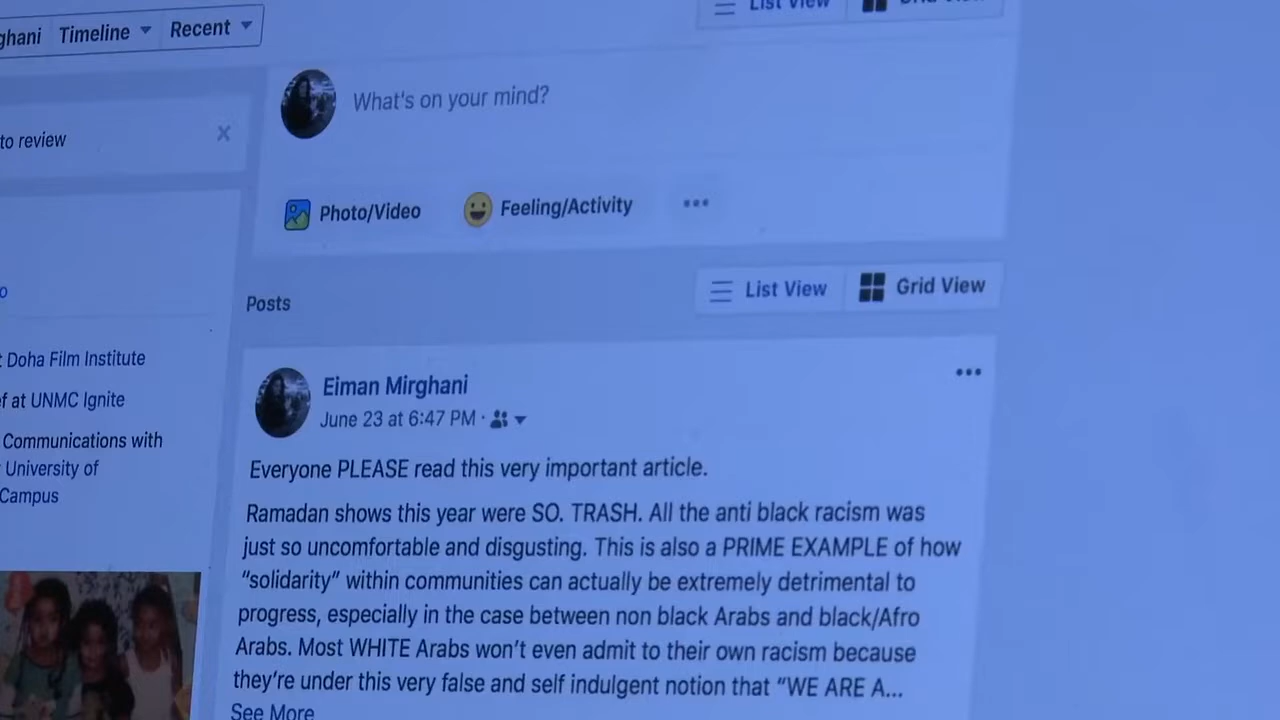 ghani Timeline Recent
List View Grid View
What's on your mind?
to review
Photo/Video Feeling/Activity
Posts
List View Grid View
Doha Film Institute
at UNMC Ignite
Communications with
University of
Campus
Eiman Mirghani
June 23 at 6:47 PM ·
Everyone PLEASE read this very important article.
Ramadan shows this year were SO. TRASH. All the anti black racism was
just so uncomfortable and disgusting. This is also a PRIME EXAMPLE of how
“solidarity” within communities can actually be extremely detrimental to
progress, especially in the case between non black Arabs and black/Afro
Arabs. Most WHITE Arabs won’t even admit to their own racism because
they’re under this very false and self indulgent notion that “WE ARE A...
See More